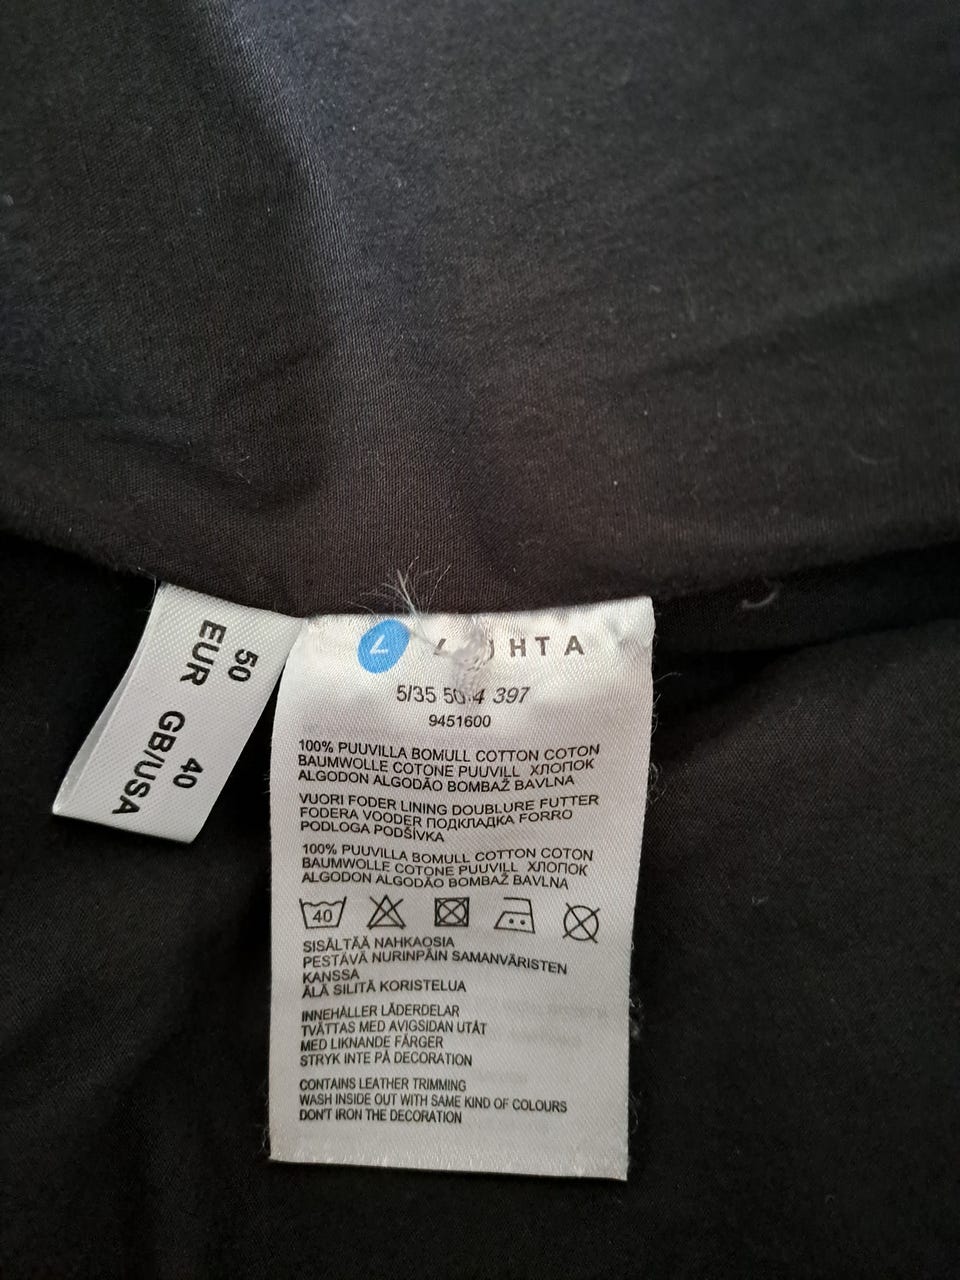 50 40
EUR GB/USA
LUHTA
5/35 50 4 397
9451600
100% PUUVILLA BOMULL COTTON COTON
BAUMWOLLE COTONE PUUVILL ХЛОПОК
ALGODON ALGODÃO BOMBAŽ BAVLNA
VUORI FODER LINING DOUBLURE FUTTER
FODERA VOODER ПОДКЛАДКА FORRO
PODLOGA PODŠÍVKA
100% PUUVILLA BOMULL COTTON COTON
BAUMWOLLE COTONE PUUVILL ХЛОПОК
ALGODON ALGODÃO BOMBAŽ BAVLNA
40
SISÄLTÄÄ NAHKAOSIA
PESTÄVÄ NURINPÄIN SAMANVÄRISTEN
KANSSA
ÄLÄ SILITÄ KORISTELUA
INNEHÅLLER LÄDERDELAR
TVÄTTAS MED AVIGSIDAN UTÅT
MED LIKNANDE FÄRGER
STRYK INTE PÅ DECORATION
CONTAINS LEATHER TRIMMING
WASH INSIDE OUT WITH SAME KIND OF COLOURS
DON'T IRON THE DECORATION